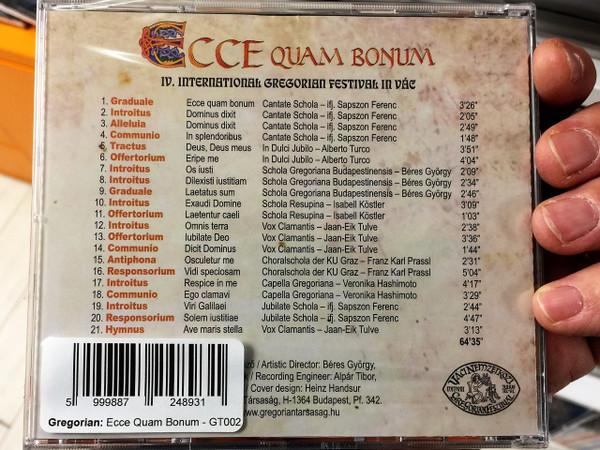 ECCE QUAM BONUM
IV. INTERNATIONAL GREGORIAN FESTIVAL IN VÁC
1. Graduale Ecce quam bonum Cantate Schola – ifj. Sapszon Ferenc 3'26"
2. Introitus Dominus dixit Cantate Schola – ifj. Sapszon Ferenc 2'05"
3. Alleluia Dominus dixit Cantate Schola – ifj. Sapszon Ferenc 2'49"
4. Communio In splendoribus Cantate Schola – ifj. Sapszon Ferenc 1'48"
5. Tractus Deus, Deus meus In Dulci Jubilo – Alberto Turco 3'51"
6. Offertorium Eripe me In Dulci Jubilo – Alberto Turco 4'04"
7. Introitus Os iusti Schola Gregoriana Budapestinensis – Béres György 2'09"
8. Introitus Dilexisti iustitiam Schola Gregoriana Budapestinensis – Béres György 2'34"
9. Graduale Laetatus sum Schola Gregoriana Budapestinensis – Béres György 2'46"
10. Introitus Exaudi Domine Schola Resupina – Isabell Köstler 3'09"
11. Offertorium Laetentur caeli Schola Resupina – Isabell Köstler 1'03"
12. Introitus Omnis terra Vox Clamantis – Jaan-Eik Tulve 2'38"
13. Offertorium Iubilate Deo Vox Clamantis – Jaan-Eik Tulve 3'36"
14. Communio Dicit Dominus Vox Clamantis – Jaan-Eik Tulve 1'44"
15. Antiphona Osculetur me Choralschola der KU Graz – Franz Karl Prassl 2'31"
16. Responsorium Vidi speciosam Choralschola der KU Graz – Franz Karl Prassl 5'04"
17. Introitus Respice in me Capella Gregoriana – Veronika Hashimoto 4'17"
18. Communio Ego clamavi Capella Gregoriana – Veronika Hashimoto 3'29"
19. Introitus Viri Galilaei Jubilate Schola – ifj. Sapszon Ferenc 2'44"
20. Responsorium Solem iustitiae Jubilate Schola – ifj. Sapszon Ferenc 4'47"
21. Hymnus Ave maris stella Vox Clamantis – Jaan-Eik Tulve 3'13"
64'35"
/ Artistic Director: Béres György,
/ Recording Engineer: Alpár Tibor,
Cover design: Heinz Handsur
Társaság, H-1364 Budapest, Pf. 342.
www.gregoriantarsasag.hu
5 999887 248931
Gregorian: Ecce Quam Bonum - GT002